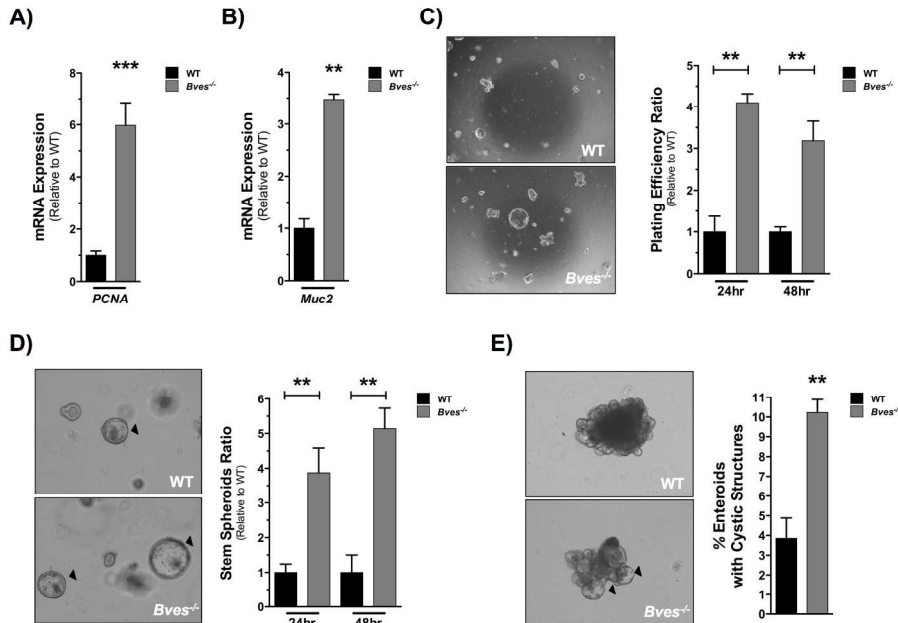 A)
mRNA Expression
(Relative to WT)
8
6
4
2
0
***
PCNA
WT
Bves-/-
B)
mRNA Expression
(Relative to WT)
4
3
2
1
0
**
Muc2
WT
Bves-/-
C)
WT
Bves-/-
Plating Efficiency Ratio
(Relative to WT)
5
4
3
2
1
0
** **
24hr 48hr
WT
Bves-/-
D)
WT
Bves-/-
Stem Spheroids Ratio
(Relative to WT)
6
5
4
3
2
1
0
** **
24hr 48hr
WT
Bves-/-
E)
WT
Bves-/-
% Enteroids
with Cystic Structures
11
10
9
8
7
6
5
4
3
2
1
0
**
WT
Bves-/-